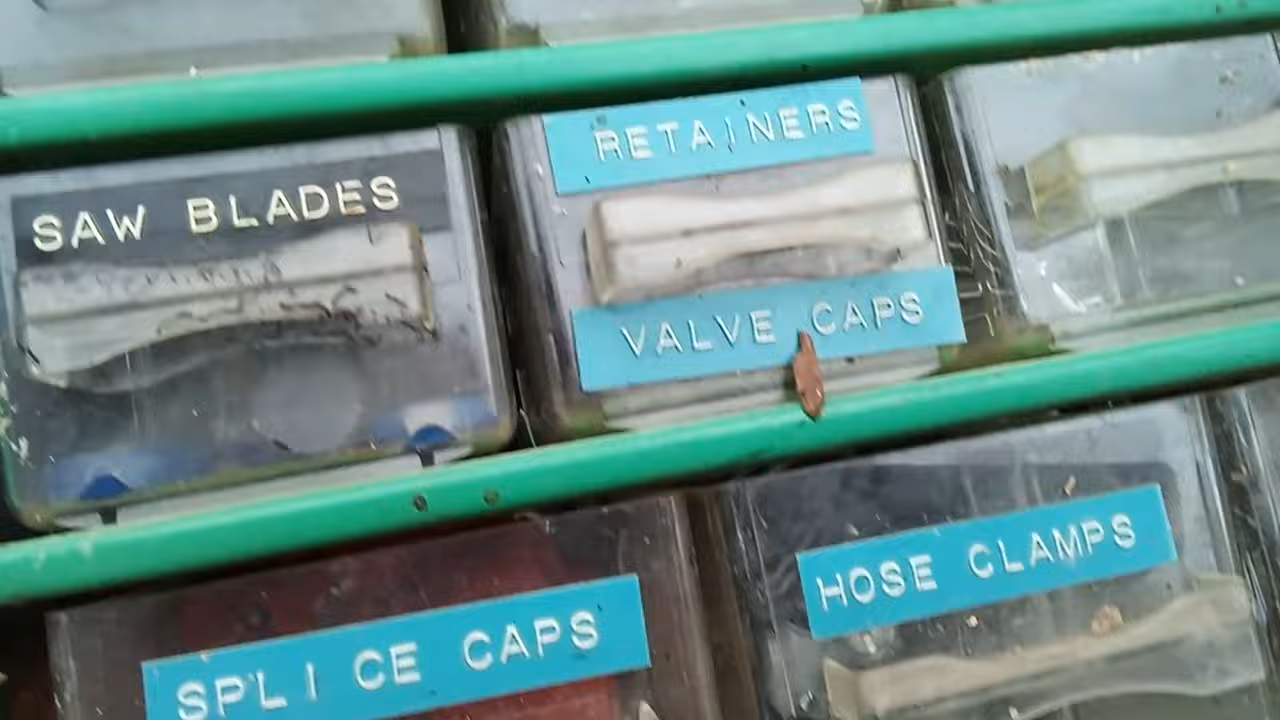 SAW BLADES
RETAINERS
VALVE CAPS
SPLICE CAPS
HOSE CLAMPS